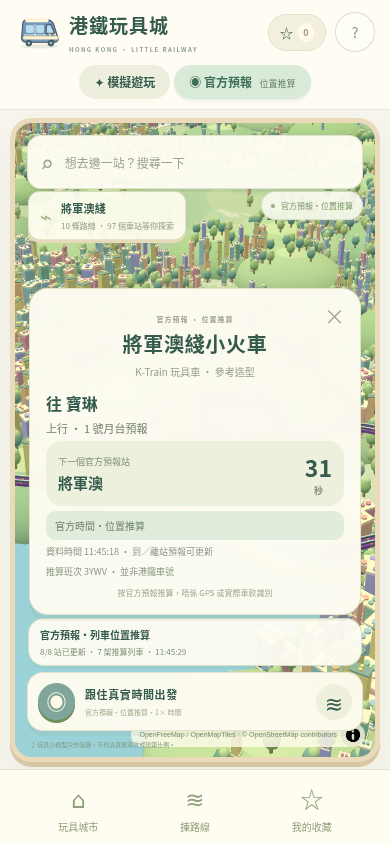 港鐵玩具城
HONG KONG • LITTLE RAILWAY
☆ 0
?
✦ 模擬遊玩
◉ 官方預報 位置推算
想去邊一站？搜尋一下
將軍澳綫
10 條路線 • 97 個車站等你探索
官方預報・位置推算
官方預報 • 位置推算
將軍澳綫小火車
K-Train 玩具車 • 參考造型
往 寶琳
上行 • 1 號月台預報
下一個官方預報站
將軍澳
31
秒
官方時間・位置推算
資料時間 11:45:18 • 到／離站預報可更新
推算班次 3YWV • 並非港鐵車號
按官方預報推算，唔係 GPS 或實際車款識別
官方預報・列車位置推算
8/8 站已更新 • 7 架推算列車 • 11:45:29
跟住真實時間出發
官方預報・位置推算・1× 時間
OpenFreeMap / OpenMapTiles · © OpenStreetMap contributors
玩具城市
揀路線
我的收藏